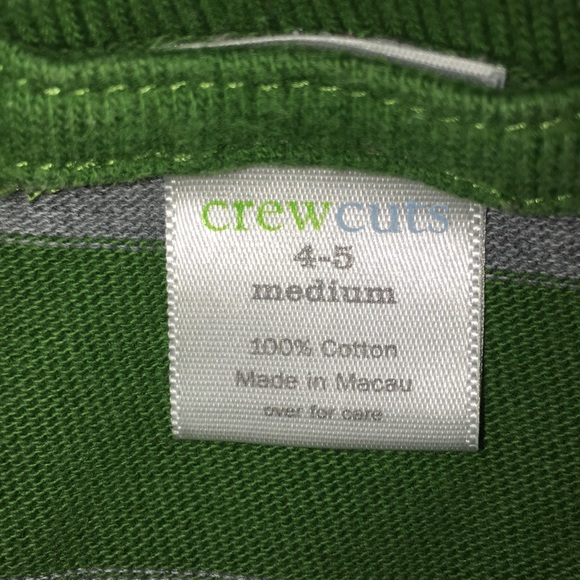 crewcuts
4-5
medium
100% Cotton
Made in Macau
over for care